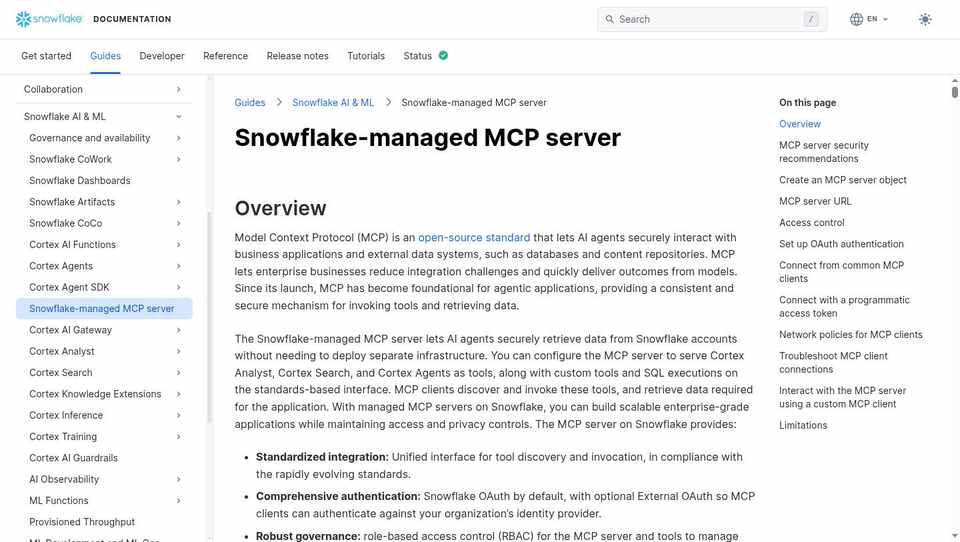 snowflake DOCUMENTATION
Search /
EN
Get started Guides Developer Reference Release notes Tutorials Status
Collaboration
Snowflake AI & ML
Governance and availability
Snowflake CoWork
Snowflake Dashboards
Snowflake Artifacts
Snowflake CoCo
Cortex AI Functions
Cortex Agents
Cortex Agent SDK
Snowflake-managed MCP server
Cortex AI Gateway
Cortex Analyst
Cortex Search
Cortex Knowledge Extensions
Cortex Inference
Cortex Training
Cortex AI Guardrails
AI Observability
ML Functions
Provisioned Throughput
Guides > Snowflake AI & ML > Snowflake-managed MCP server
Snowflake-managed MCP server
Overview
Model Context Protocol (MCP) is an open-source standard that lets AI agents securely interact with
business applications and external data systems, such as databases and content repositories. MCP
lets enterprise businesses reduce integration challenges and quickly deliver outcomes from models.
Since its launch, MCP has become foundational for agentic applications, providing a consistent and
secure mechanism for invoking tools and retrieving data.
The Snowflake-managed MCP server lets AI agents securely retrieve data from Snowflake accounts
without needing to deploy separate infrastructure. You can configure the MCP server to serve Cortex
Analyst, Cortex Search, and Cortex Agents as tools, along with custom tools and SQL executions on
the standards-based interface. MCP clients discover and invoke these tools, and retrieve data required
for the application. With managed MCP servers on Snowflake, you can build scalable enterprise-grade
applications while maintaining access and privacy controls. The MCP server on Snowflake provides:
• Standardized integration: Unified interface for tool discovery and invocation, in compliance with
the rapidly evolving standards.
• Comprehensive authentication: Snowflake OAuth by default, with optional External OAuth so MCP
clients can authenticate against your organization's identity provider.
• Robust governance: role-based access control (RBAC) for the MCP server and tools to manage
On this page
Overview
MCP server security
recommendations
Create an MCP server object
MCP server URL
Access control
Set up OAuth authentication
Connect from common MCP
clients
Connect with a programmatic
access token
Network policies for MCP clients
Troubleshoot MCP client
connections
Interact with the MCP server
using a custom MCP client
Limitations